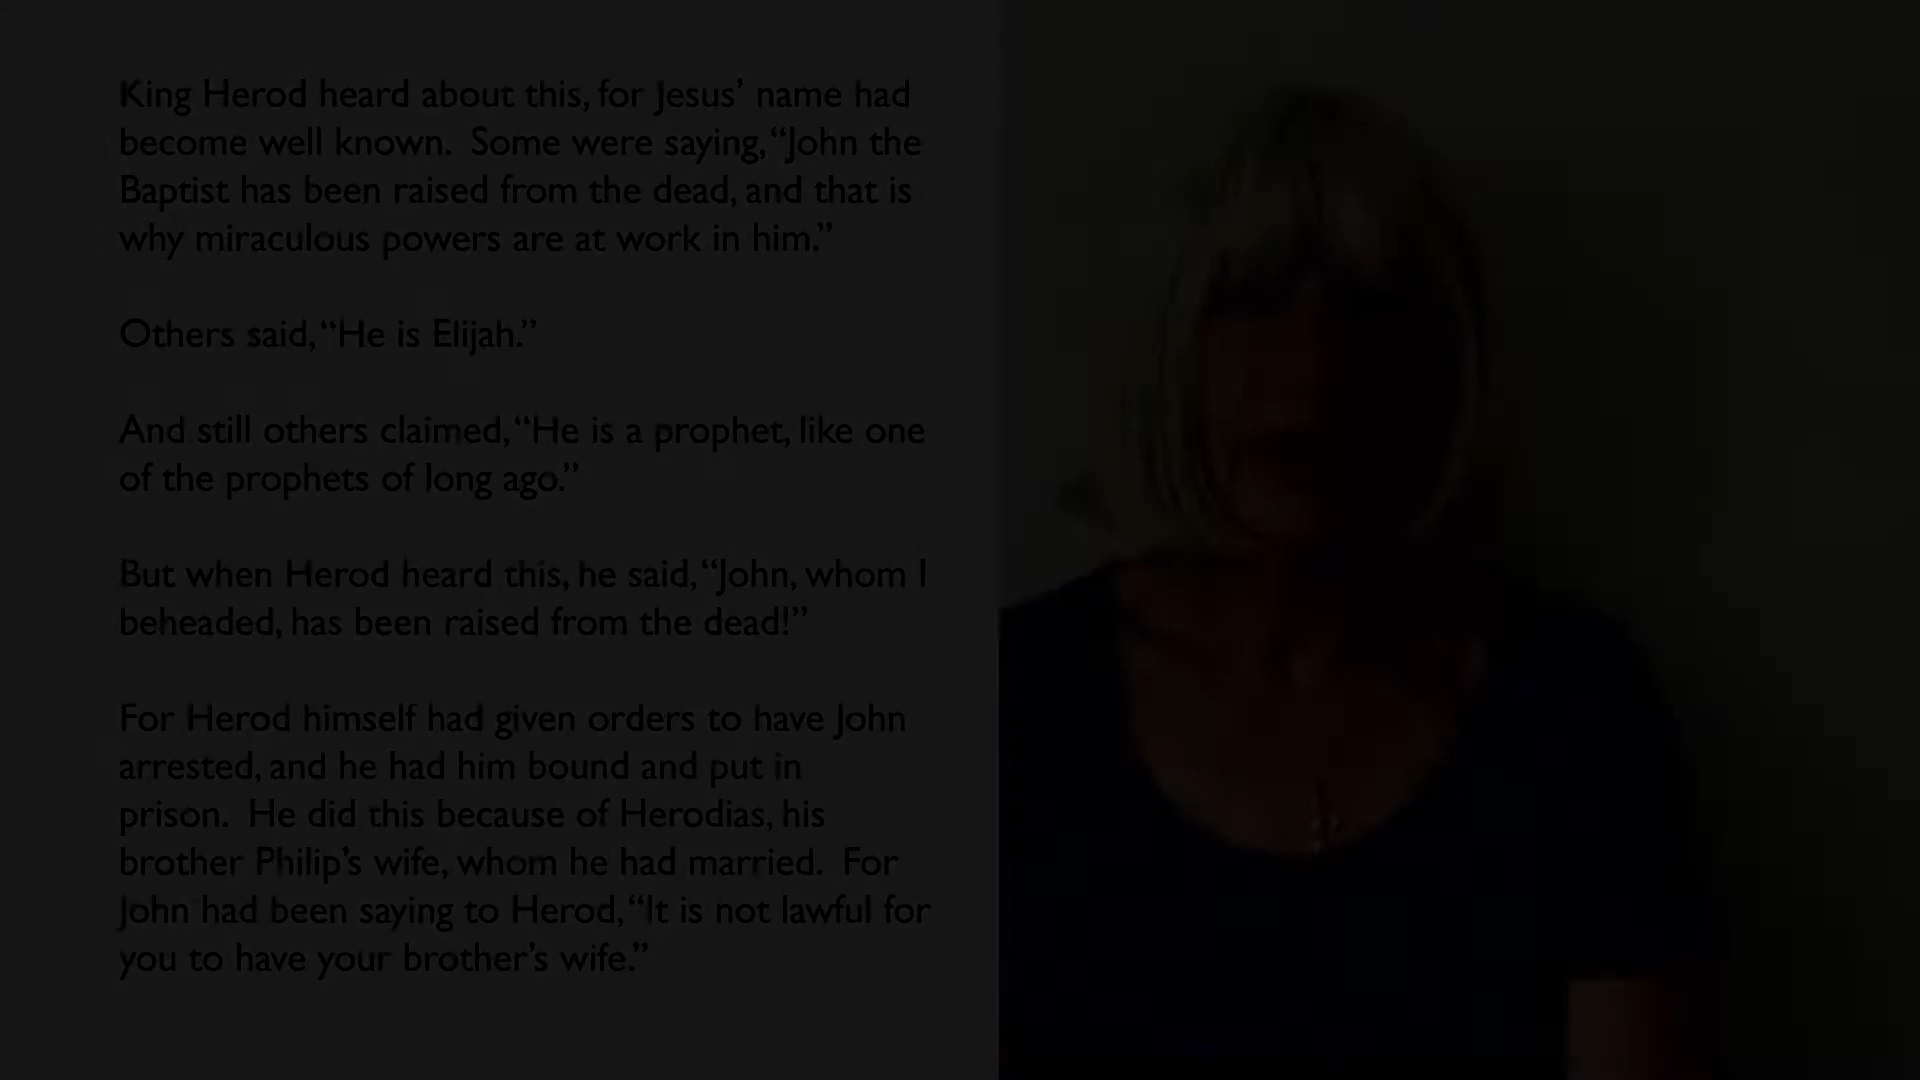 King Herod heard about this, for Jesus’ name had
become well known.  Some were saying, “John the
Baptist has been raised from the dead, and that is
why miraculous powers are at work in him.”
Others said, “He is Elijah.”
And still others claimed, “He is a prophet, like one
of the prophets of long ago.”
But when Herod heard this, he said, “John, whom I
beheaded, has been raised from the dead!”
For Herod himself had given orders to have John
arrested, and he had him bound and put in
prison.  He did this because of Herodias, his
brother Philip’s wife, whom he had married.  For
John had been saying to Herod, “It is not lawful for
you to have your brother’s wife.”